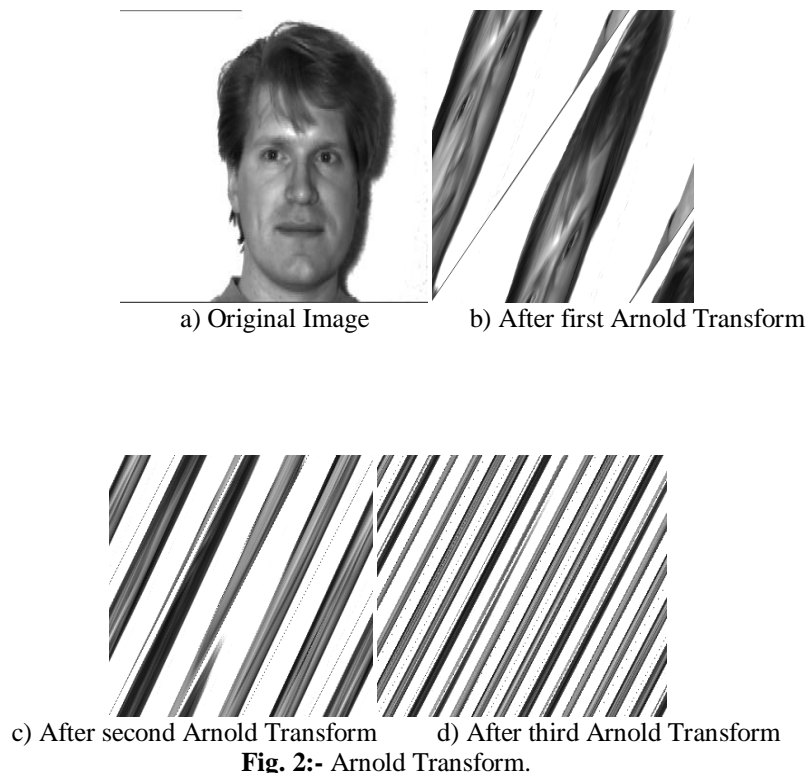 a) Original Image b) After first Arnold Transform
c) After second Arnold Transform d) After third Arnold Transform
Fig. 2:- Arnold Transform.